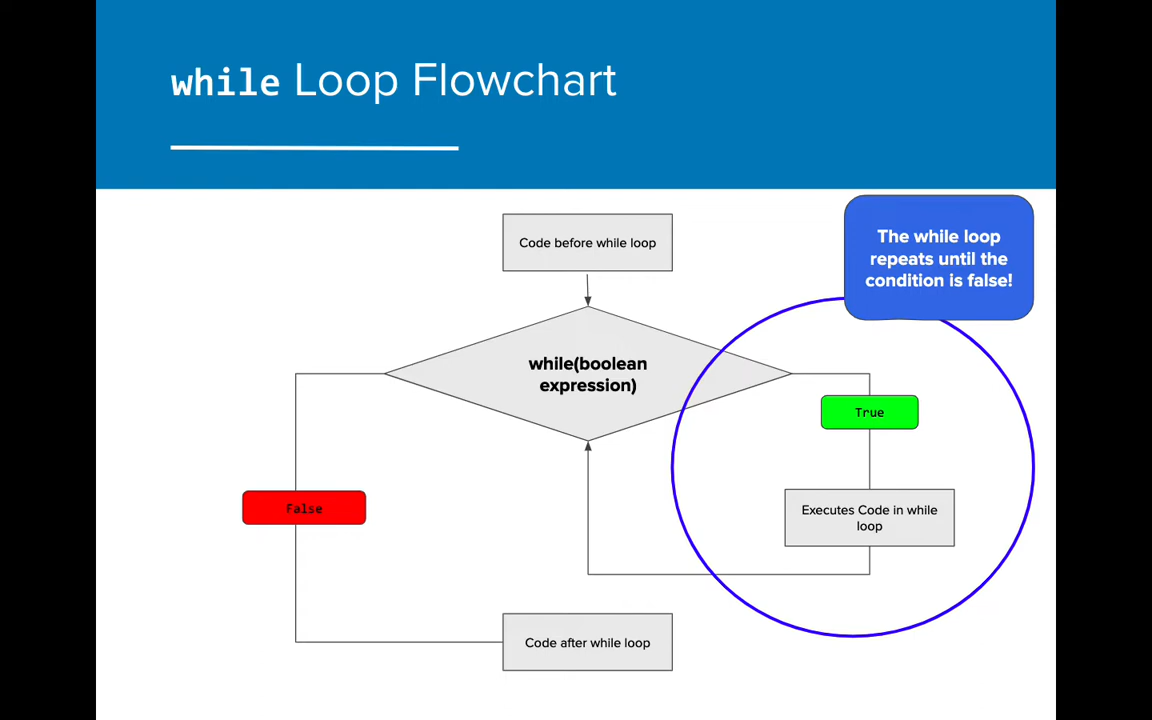 while Loop Flowchart
Code before while loop
The while loop
repeats until the
condition is false!
while(boolean
expression)
True
False
Executes Code in while
loop
Code after while loop